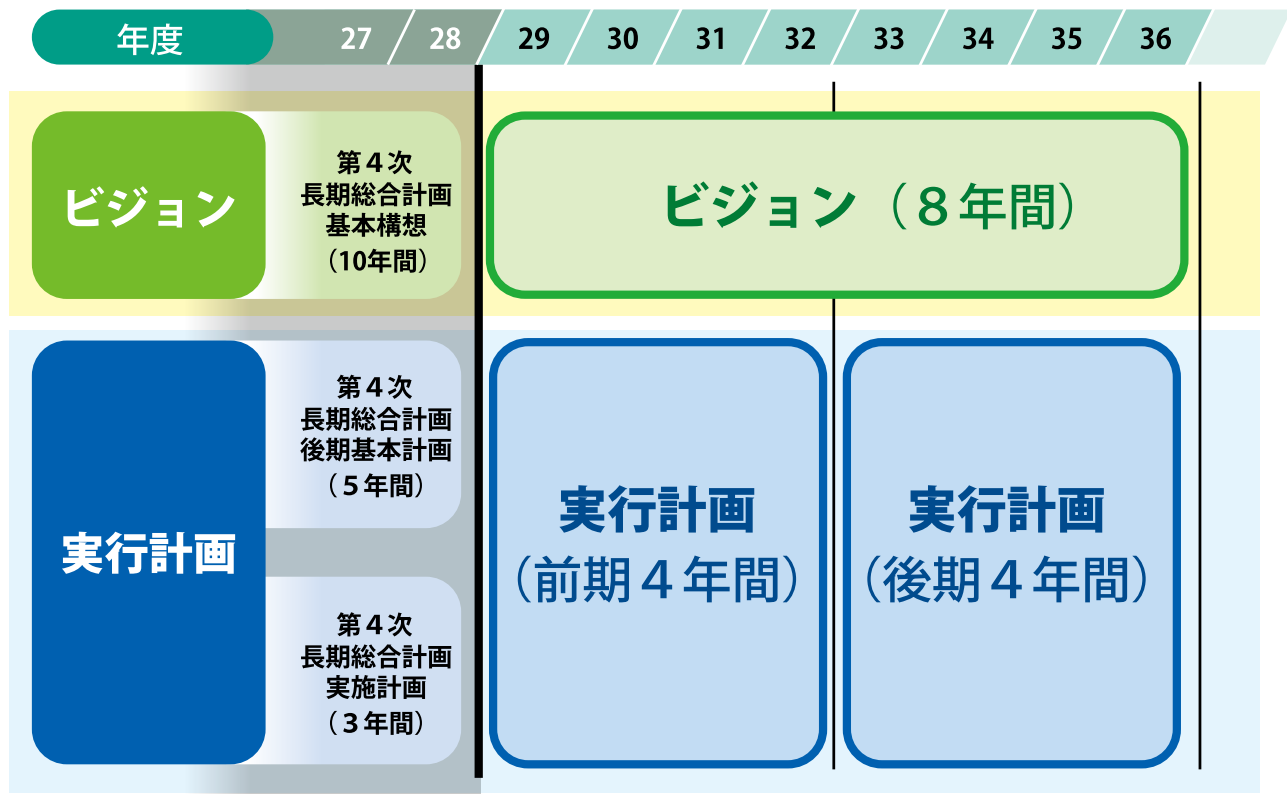 年度
27
28
29
30
31
32
33
34
35
36
ビジョン
第４次
長期総合計画
基本構想
（10年間）
ビジョン（８年間）
実行計画
第４次
長期総合計画
後期基本計画
（５年間）
第４次
長期総合計画
実施計画
（３年間）
実行計画
（前期４年間）
実行計画
（後期４年間）